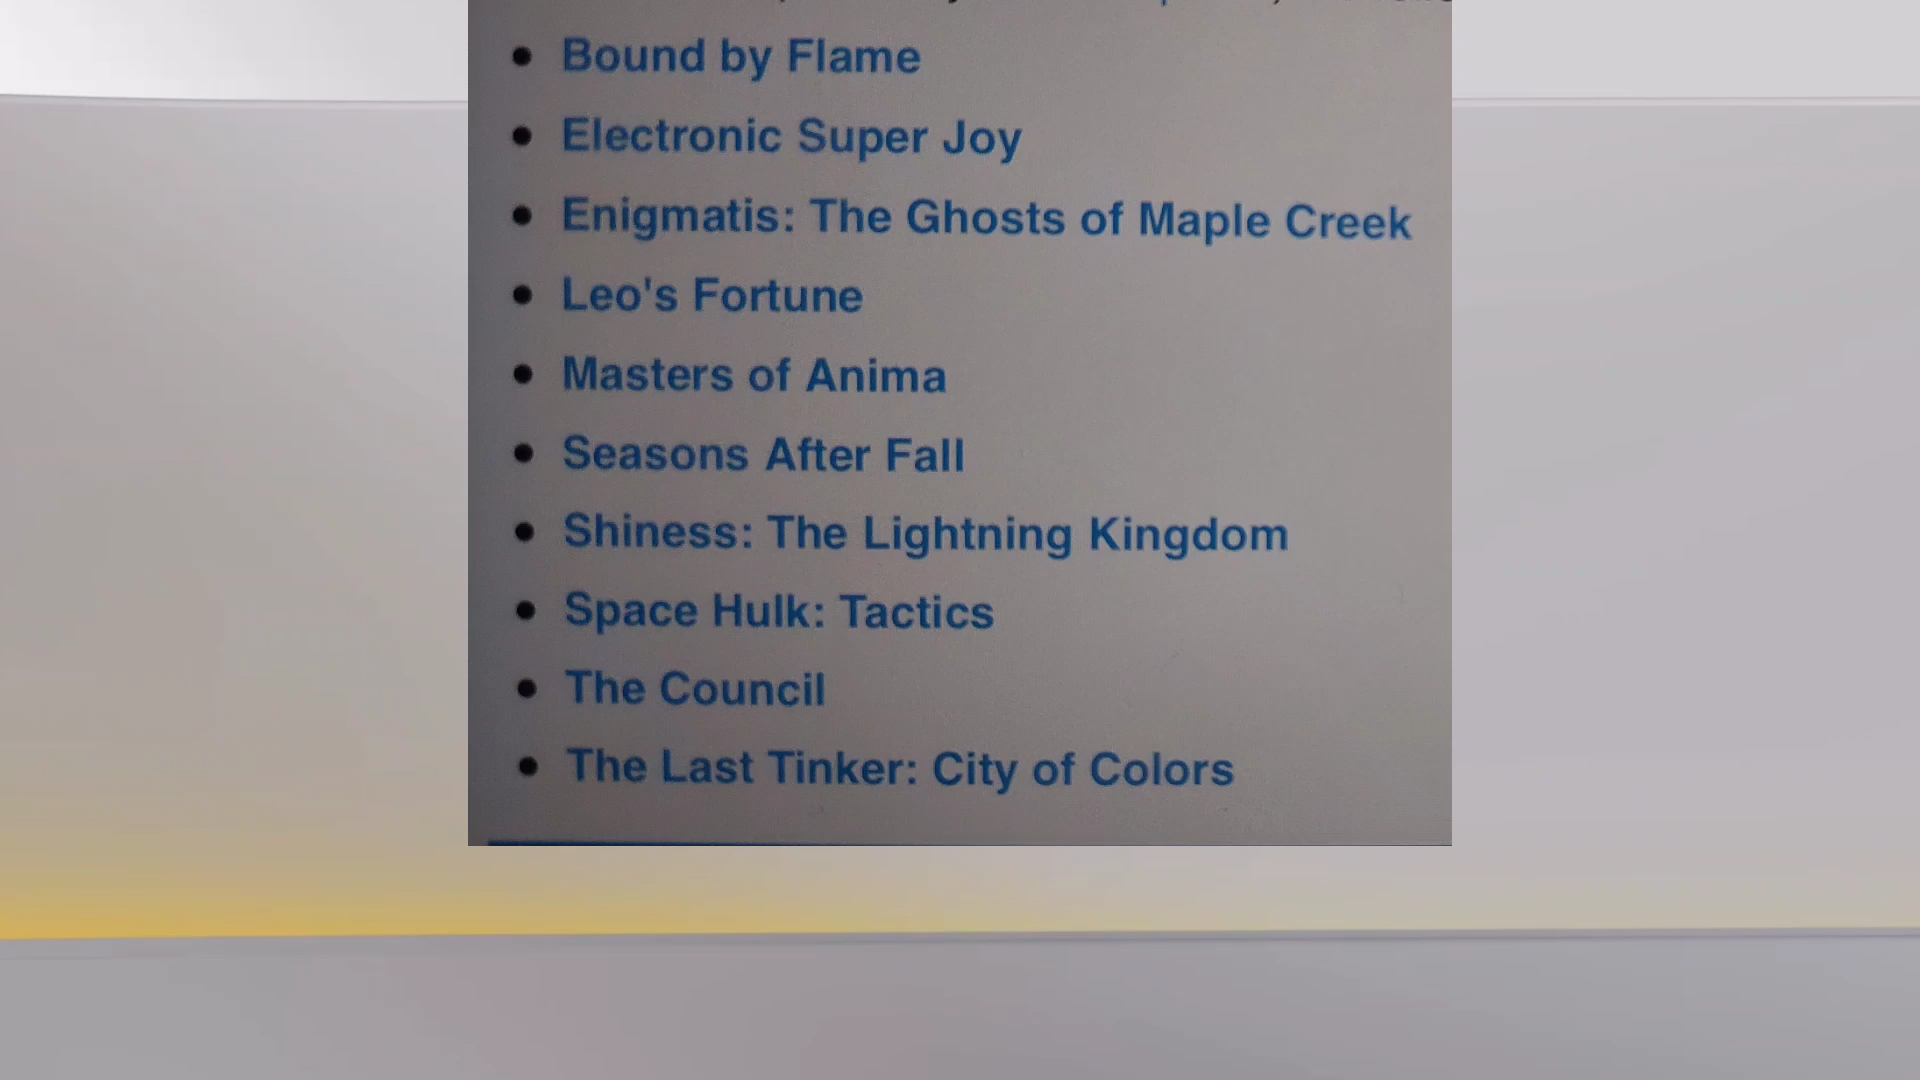 Bound by Flame
Electronic Super Joy
Enigmatis: The Ghosts of Maple Creek
Leo's Fortune
Masters of Anima
Seasons After Fall
Shiness: The Lightning Kingdom
Space Hulk: Tactics
The Council
The Last Tinker: City of Colors